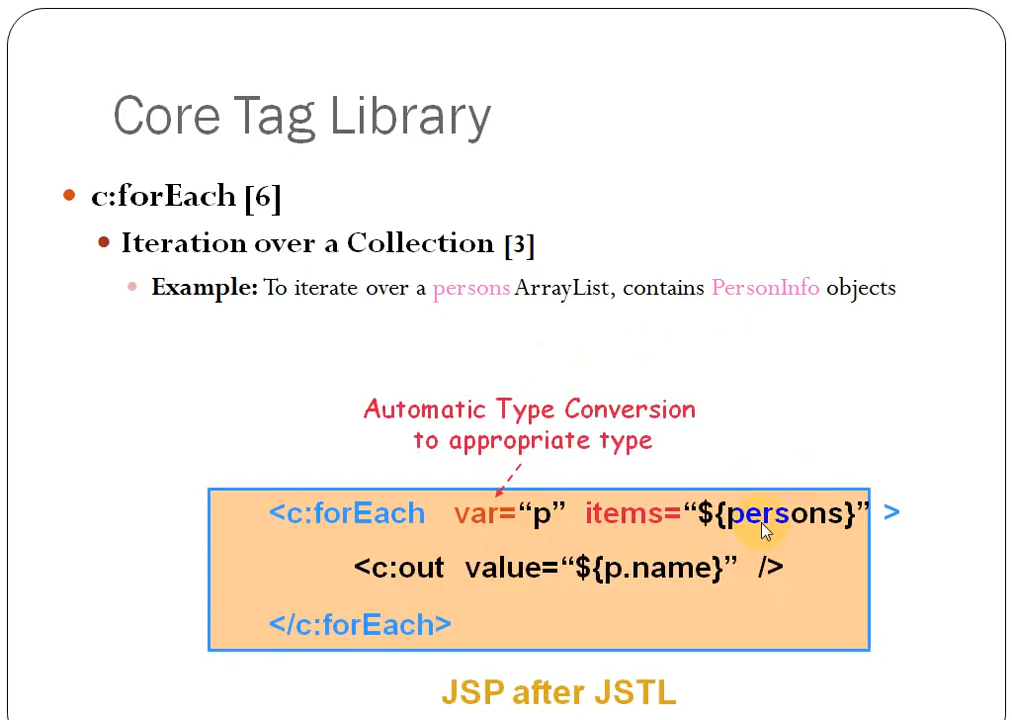 Core Tag Library
c:forEach [6]
Iteration over a Collection [3]
Example: To iterate over a persons ArrayList, contains PersonInfo objects
Automatic Type Conversion
to appropriate type
<c:forEach var=“p” items=“${persons}” >
<c:out value=“${p.name}” />
</c:forEach>
JSP after JSTL